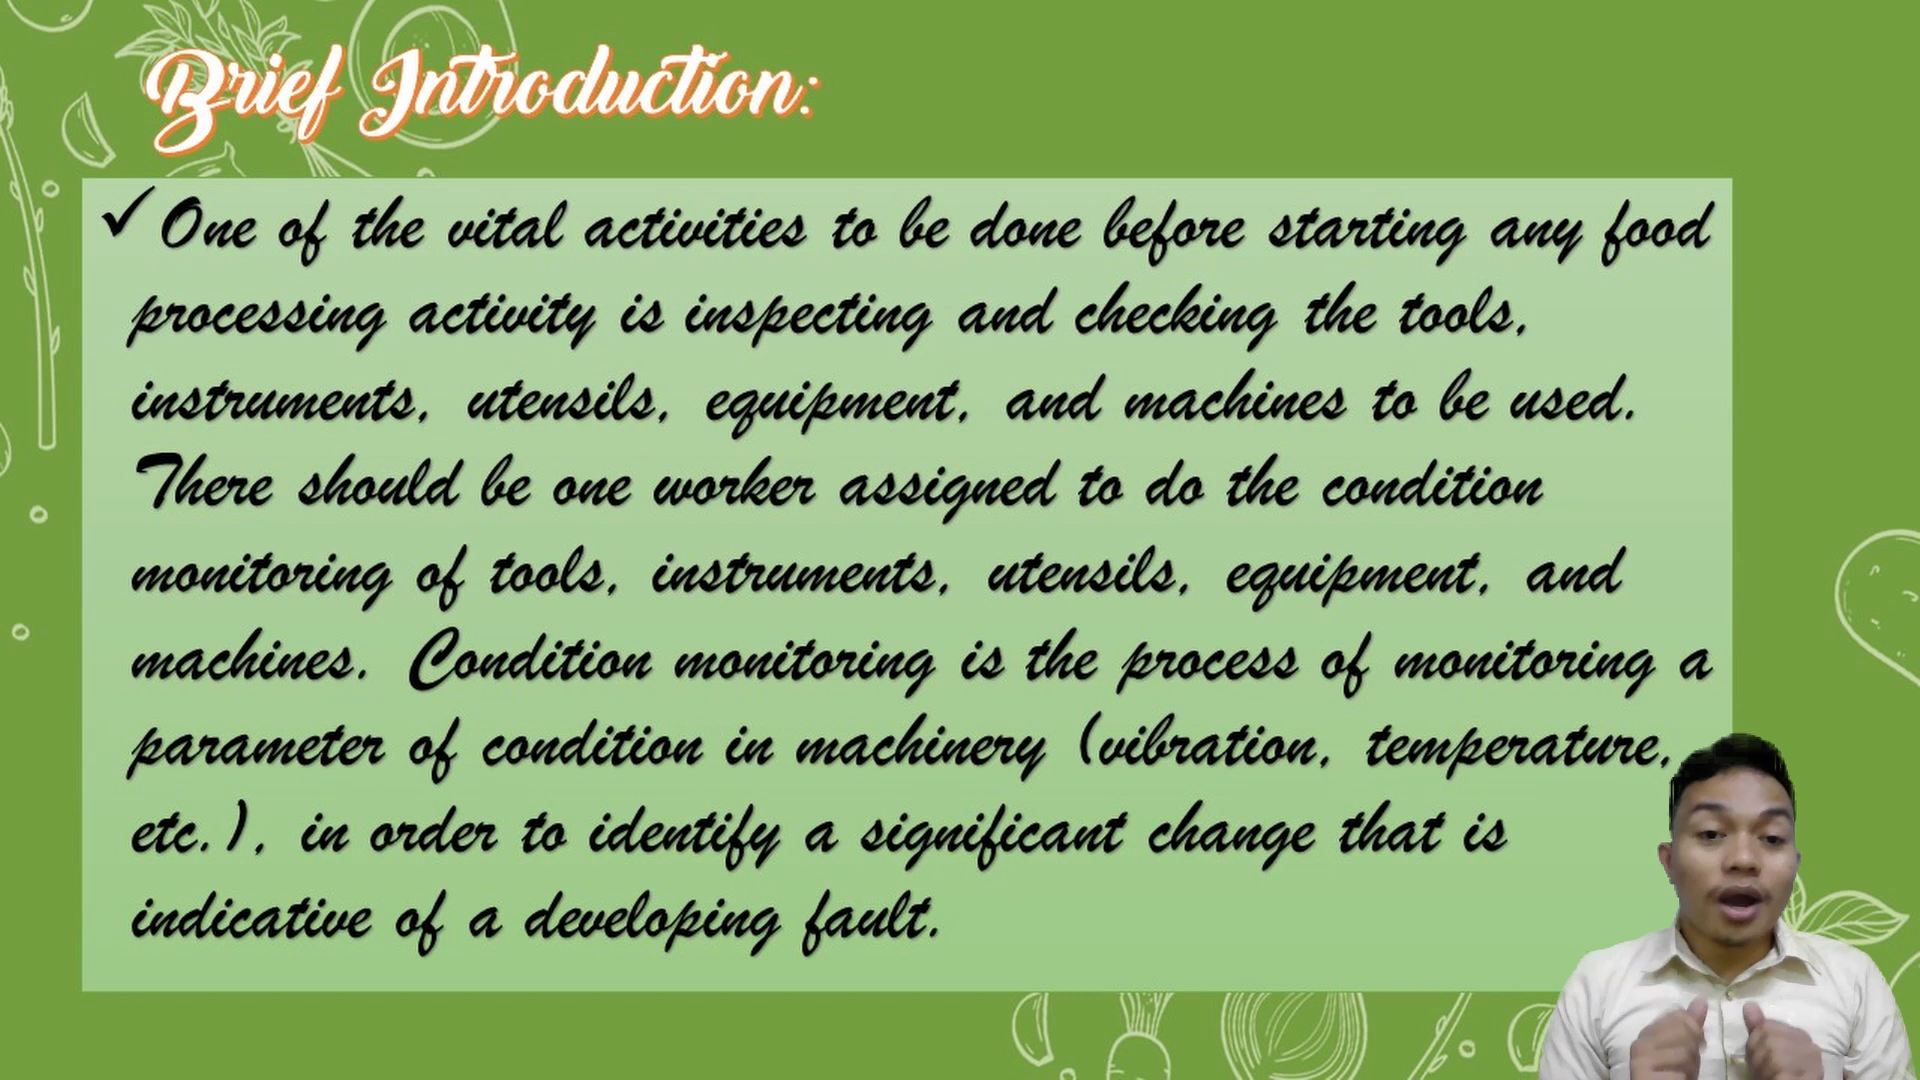 Brief Introduction:
✓ One of the vital activities to be done before starting any food
processing activity is inspecting and checking the tools,
instruments, utensils, equipment, and machines to be used.
There should be one worker assigned to do the condition
monitoring of tools, instruments, utensils, equipment, and
machines. Condition monitoring is the process of monitoring a
parameter of condition in machinery (vibration, temperature,
etc.), in order to identify a significant change that is
indicative of a developing fault.